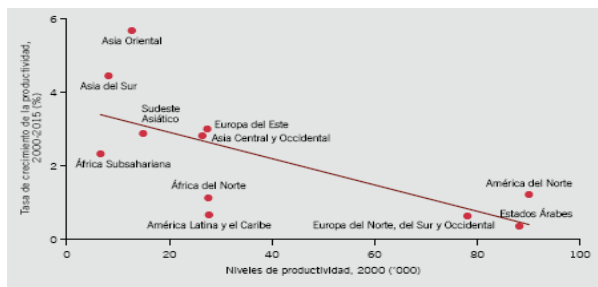 Tasa de crecimiento de la productividad,
2000-2015 (%)
6
4
2
0
Asia Oriental
Asia del Sur
Sudeste
Asiático
Europa del Este
Asia Central y Occidental
África Subsahariana
África del Norte
América del Norte
América Latina y el Caribe
Europa del Norte, del Sur y Occidental
Estados Árabes
0 20 40 60 80 100
Niveles de productividad, 2000 ('000)